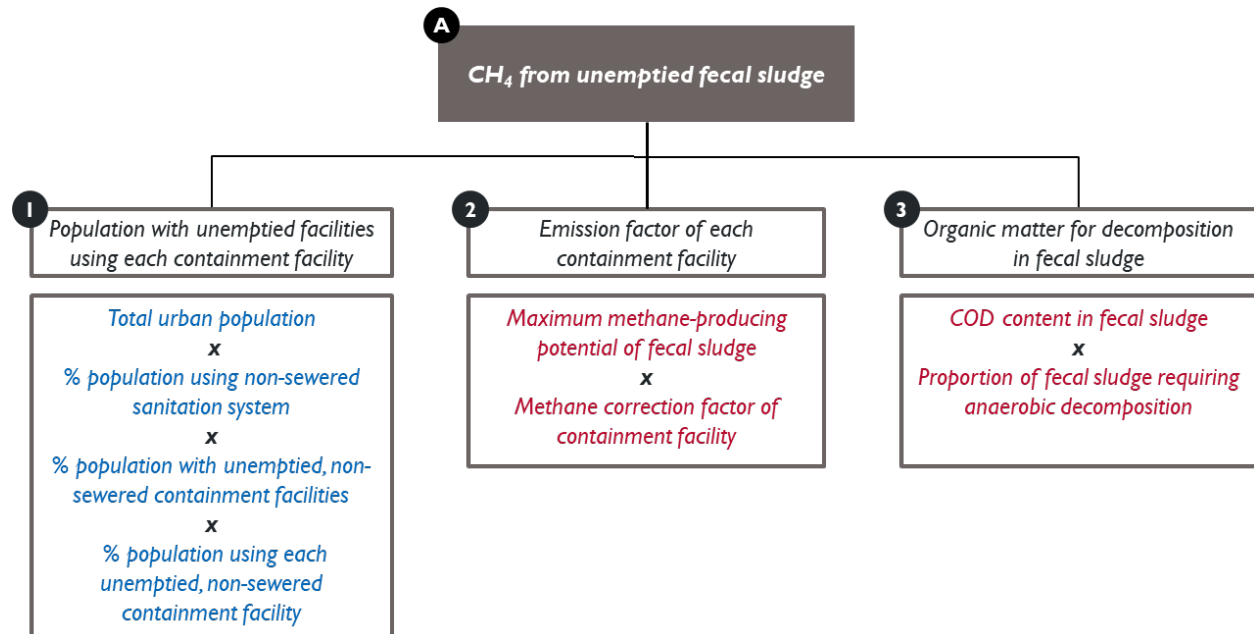 A
CH₄ from unemptied fecal sludge
1
Population with unemptied facilities
using each containment facility
2
Emission factor of each
containment facility
3
Organic matter for decomposition
in fecal sludge
Total urban population
x
% population using non-sewered
sanitation system
x
% population with unemptied, non-
sewered containment facilities
x
% population using each
unemptied, non-sewered
containment facility
Maximum methane-producing
potential of fecal sludge
x
Methane correction factor of
containment facility
COD content in fecal sludge
x
Proportion of fecal sludge requiring
anaerobic decomposition